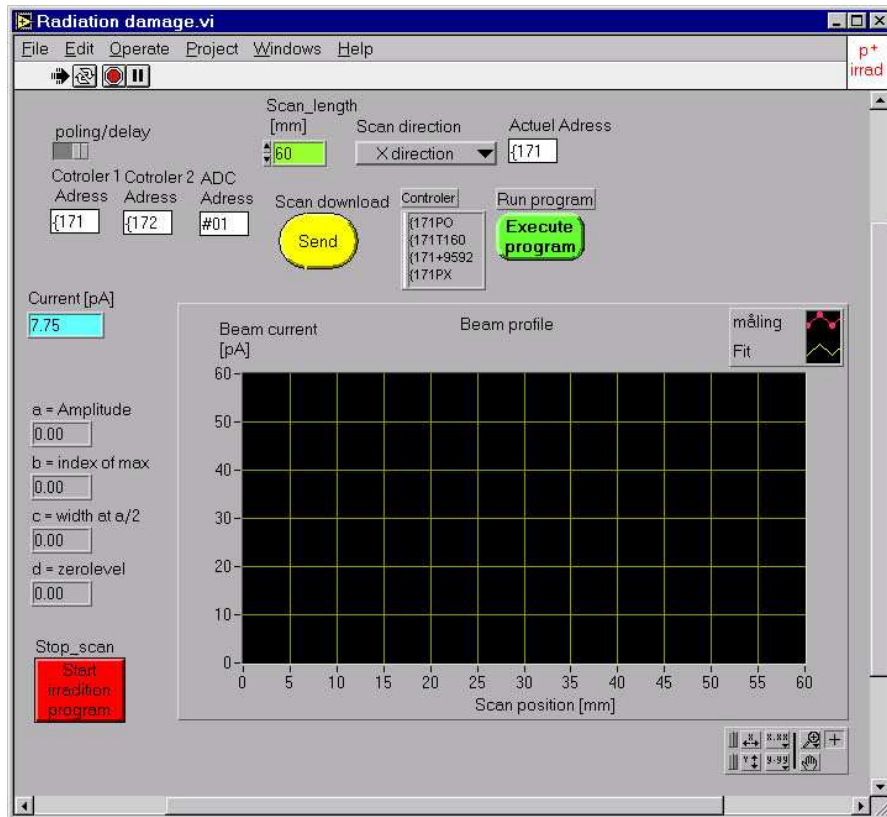 Radiation damage.vi
File Edit Operate Project Windows Help
p+
irrad
Scan_length
[mm]
60
poling/delay
Scan direction
X direction
Actuel Adress
{171
Cotroler 1 Cotroler 2 ADC
Adress Adress Adress
{171 {172 #01
Scan download
Send
Controler
{171PO
{171T160
{171+9592
{171PX
Run program
Execute
program
Current [pA]
7.75
Beam current
[pA]
Beam profile
måling
Fit
60
50
40
30
20
10
0
0 5 10 15 20 25 30 35 40 45 50 55 60
Scan position [mm]
a = Amplitude
0.00
b = index of max
0.00
c = width at a/2
0.00
d = zerolevel
0.00
Stop_scan
Start
irradition
program
X x.xx
Y y.yy